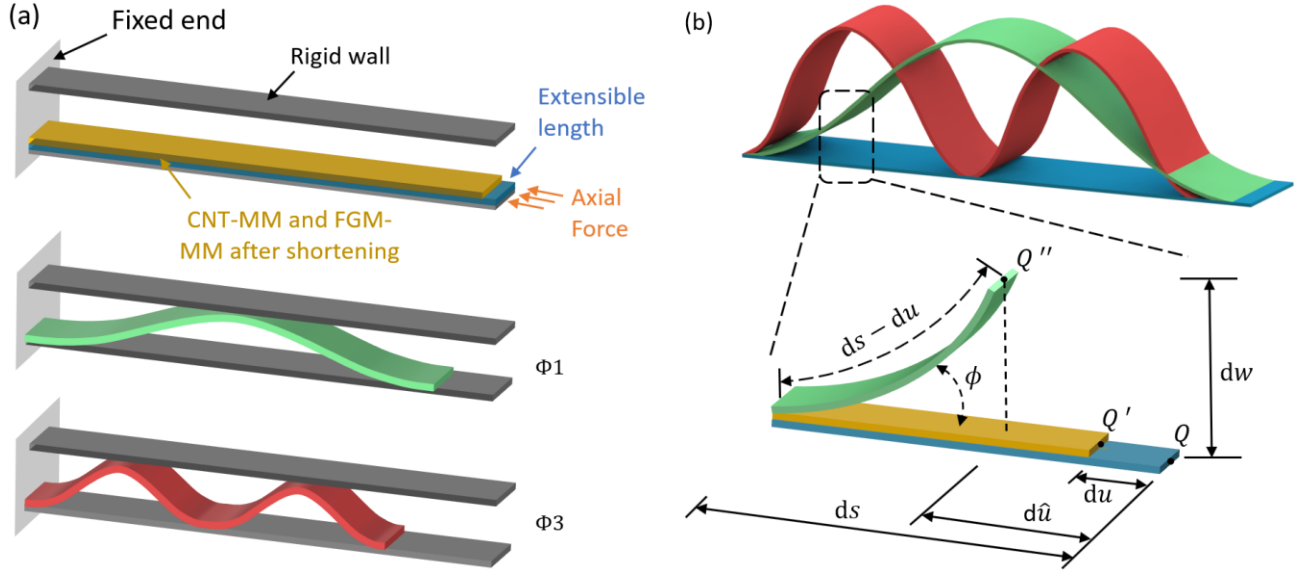 (a)
Fixed end
Rigid wall
Extensible
length
Axial
Force
CNT-MM and FGM-
MM after shortening
Φ1
Φ3
(b)
Q′′
ds − du
dw
ϕ
Q′
Q
du
dû
ds